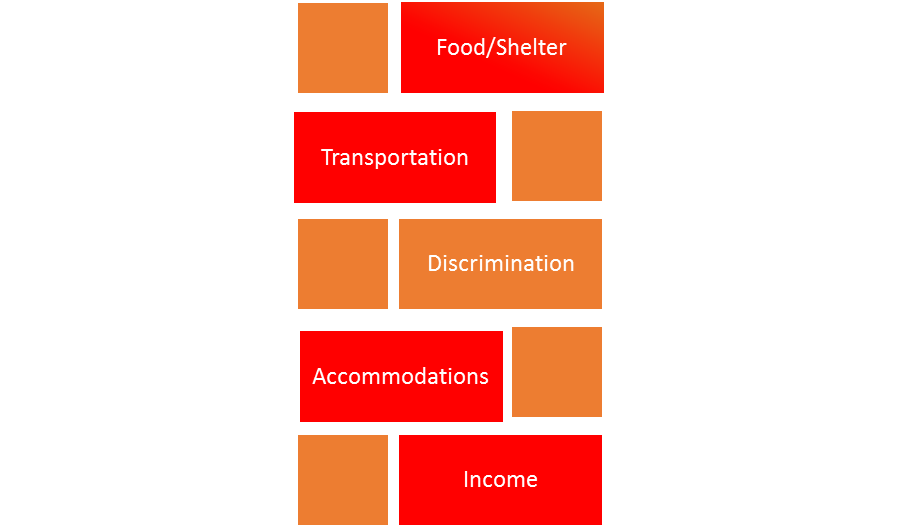 Food/Shelter
Transportation
Discrimination
Accommodations
Income